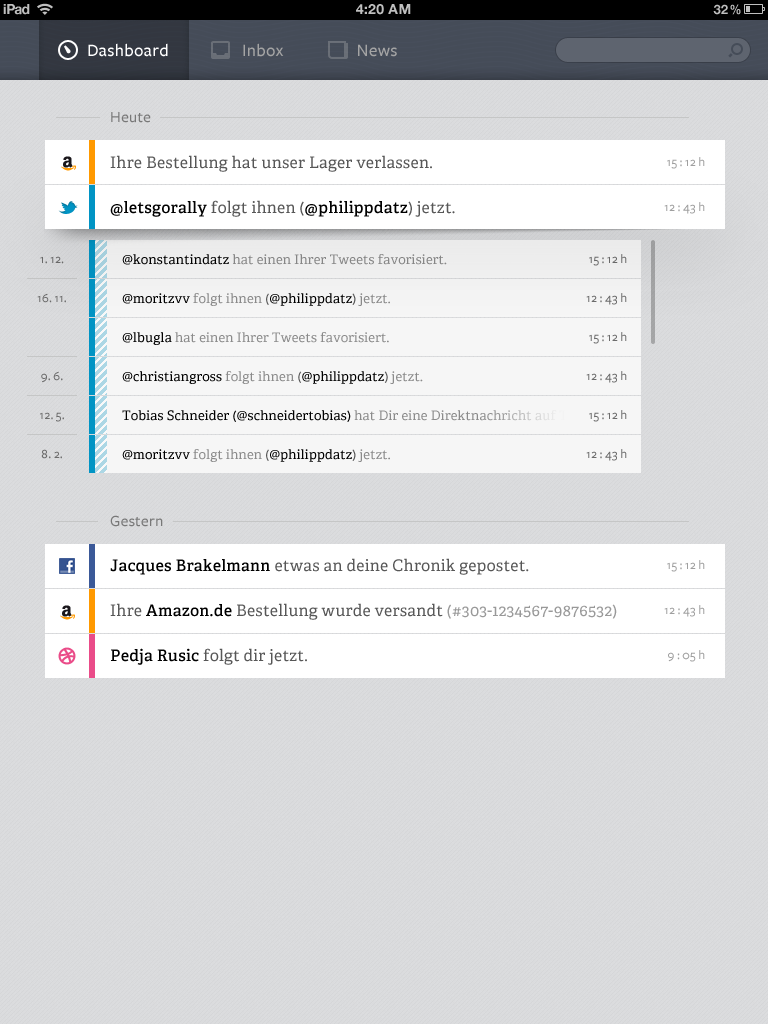 iPad 4:20 AM 32%
Dashboard Inbox News
Heute
Ihre Bestellung hat unser Lager verlassen. 15:12 h
@letsgorally folgt ihnen (@philippdatz) jetzt. 12:43 h
1. 12. @konstantindatz hat einen Ihrer Tweets favorisiert. 15:12 h
16. 11. @moritzvv folgt ihnen (@philippdatz) jetzt. 12:43 h
@lbugla hat einen Ihrer Tweets favorisiert. 15:12 h
9. 6. @christiangross folgt ihnen (@philippdatz) jetzt. 12:43 h
12. 5. Tobias Schneider (@schneidertobias) hat Dir eine Direktnachricht auf 15:12 h
8. 2. @moritzvv folgt ihnen (@philippdatz) jetzt. 12:43 h
Gestern
Jacques Brakelmann etwas an deine Chronik gepostet. 15:12 h
Ihre Amazon.de Bestellung wurde versandt (#303-1234567-9876532) 12:43 h
Pedja Rusic folgt dir jetzt. 9:05 h